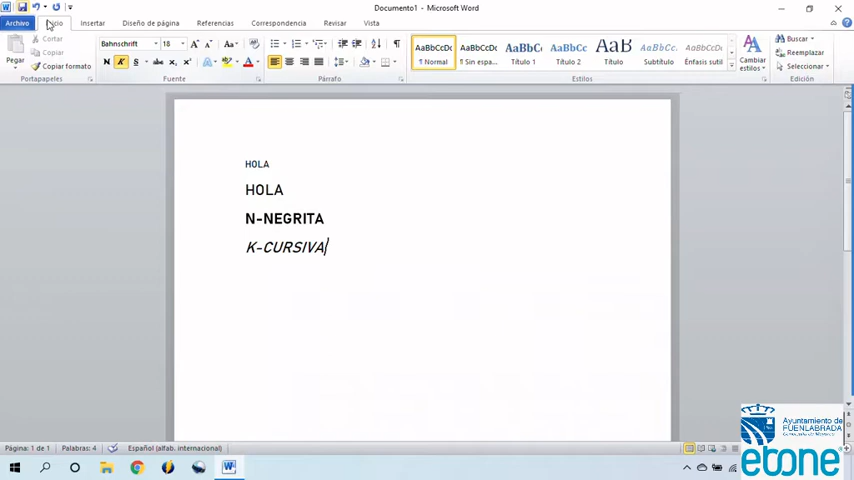 Documento1 - Microsoft Word
Archivo Inicio Insertar Diseño de página Referencias Correspondencia Revisar Vista
Pegar
Cortar
Copiar
Copiar formato
Portapapeles
Bahnschrift 18
N K S abc x₂ x²
Fuente
Párrafo
AaBbCcDc AaBbCcDc AaBbC AaBbCc AaB AaBbCc. AaBbCcDc
¶ Normal ¶ Sin espa... Título 1 Título 2 Título Subtítulo Énfasis sutil
Cambiar estilos
Estilos
Buscar
Reemplazar
Seleccionar
Edición
HOLA
HOLA
N-NEGRITA
K-CURSIVA
Página: 1 de 1 Palabras: 4 Español (alfab. internacional)
Ayuntamiento de
FUENLABRADA
etone